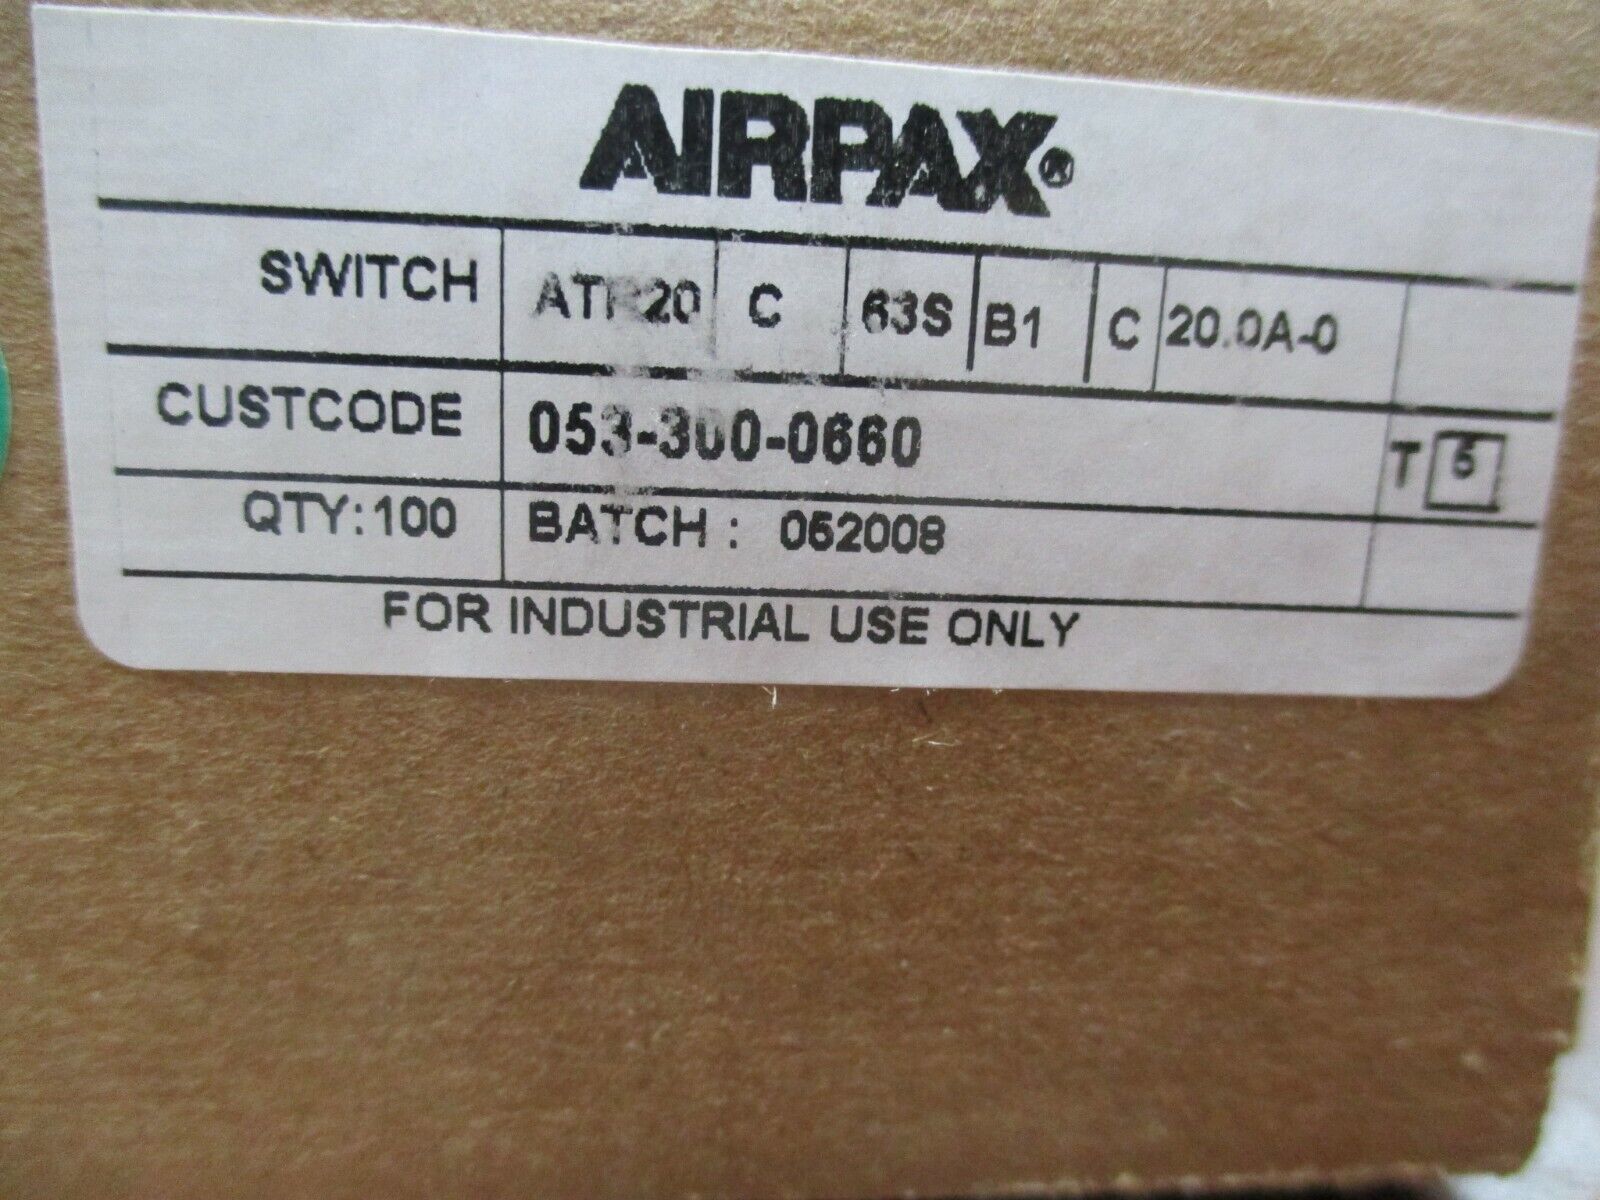 AIRPAX®
SWITCH ATR20 C 63S B1 C 20.0A-0
CUSTCODE 053-300-0660
T 5
QTY:100 BATCH: 052008
FOR INDUSTRIAL USE ONLY